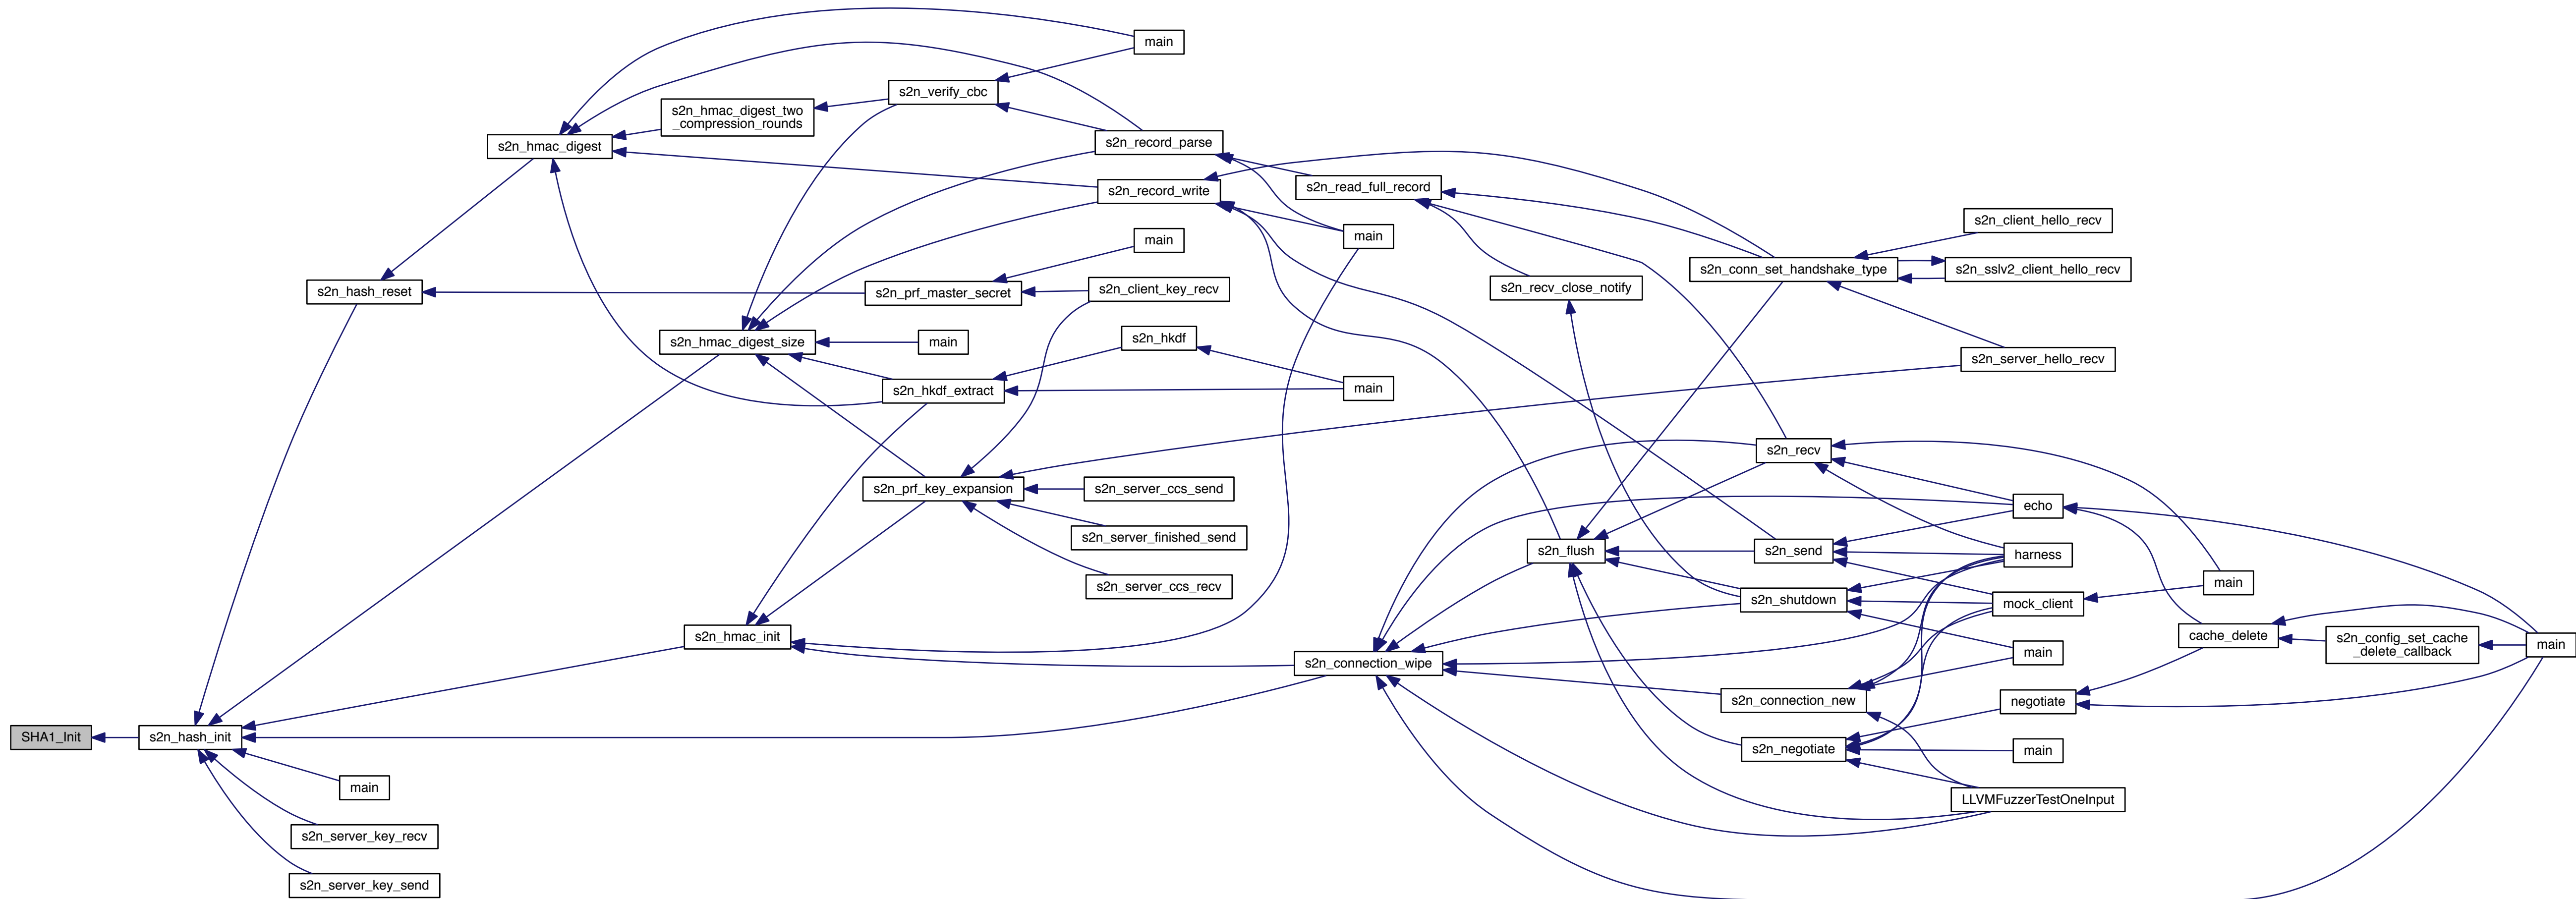 main
s2n_verify_cbc
s2n_hmac_digest_two
_compression_rounds
s2n_hmac_digest
s2n_record_parse
s2n_record_write
s2n_read_full_record
s2n_client_hello_recv
main
main
s2n_conn_set_handshake_type
s2n_sslv2_client_hello_recv
s2n_hash_reset
s2n_prf_master_secret
s2n_client_key_recv
s2n_recv_close_notify
s2n_hmac_digest_size
main
s2n_hkdf
s2n_server_hello_recv
s2n_hkdf_extract
main
s2n_recv
s2n_prf_key_expansion
s2n_server_ccs_send
echo
s2n_server_finished_send
s2n_flush
s2n_send
harness
s2n_server_ccs_recv
main
s2n_shutdown
mock_client
s2n_hmac_init
cache_delete
s2n_config_set_cache
_delete_callback
main
s2n_connection_wipe
main
s2n_connection_new
negotiate
SHA1_Init
s2n_hash_init
s2n_negotiate
main
main
LLVMFuzzerTestOneInput
s2n_server_key_recv
s2n_server_key_send